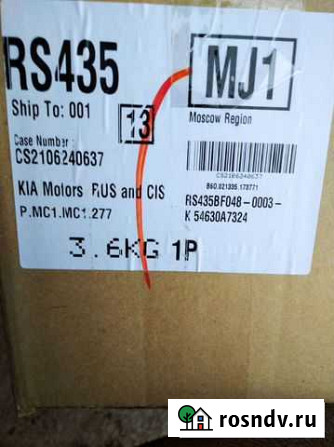 RS435
MJ1
Ship To: 001
13
Moscow Region
Case Number:
CS2106240637
CS2106240637
KIA Motors RUS and CIS
RS435BF048-0003-
P.MC1.MC1.277
K 54630A7324
3.6KG 1P
rosndv.ru